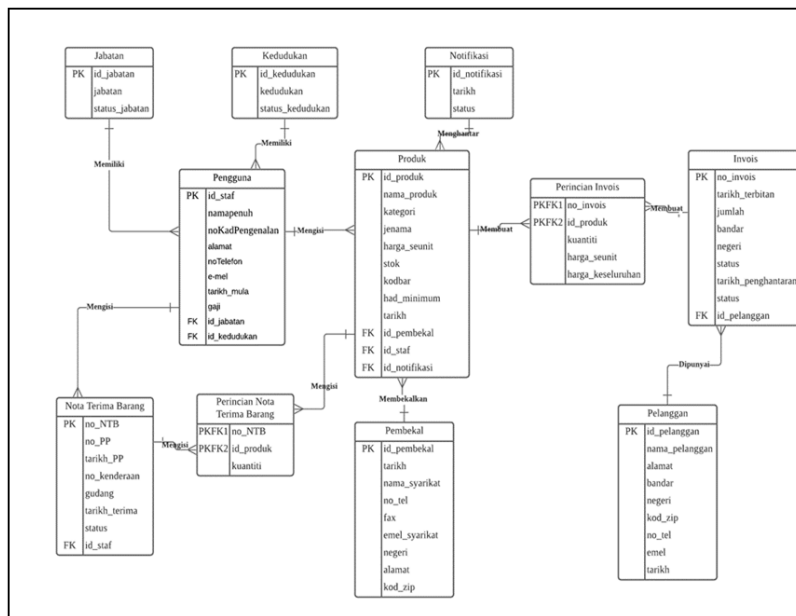 Jabatan
PK id_jabatan
jabatan
status_jabatan
Kedudukan
PK id_kedudukan
kedudukan
status_kedudukan
Notifikasi
PK id_notifikasi
tarikh
status
Memiliki
Memiliki
Menghantar
Pengguna
PK id_staf
namapenuh
noKadPengenalan
alamat
noTelefon
e-mel
tarikh_mula
gaji
FK id_jabatan
FK id_kedudukan
Mengisi
Produk
PK id_produk
nama_produk
kategori
jenama
harga_seunit
stok
kodbar
had_minimum
tarikh
FK id_pembekal
FK id_staf
FK id_notifikasi
Membuat
Perincian Invois
PKFK1 no_invois
PKFK2 id_produk
kuantiti
harga_seunit
harga_keseluruhan
Membuat
Invois
PK no_invois
tarikh_terbitan
jumlah
bandar
negeri
status
tarikh_penghantaran
status
FK id_pelanggan
Mengisi
Mengisi
Membekalkan
Dipunyai
Nota Terima Barang
PK no_NTB
no_PP
tarikh_PP
no_kenderaan
gudang
tarikh_terima
status
FK id_staf
Mengisi
Perincian Nota
Terima Barang
PKFK1 no_NTB
PKFK2 id_produk
kuantiti
Pembekal
PK id_pembekal
tarikh
nama_syarikat
no_tel
fax
emel_syarikat
negeri
alamat
kod_zip
Pelanggan
PK id_pelanggan
nama_pelanggan
alamat
bandar
negeri
kod_zip
no_tel
emel
tarikh